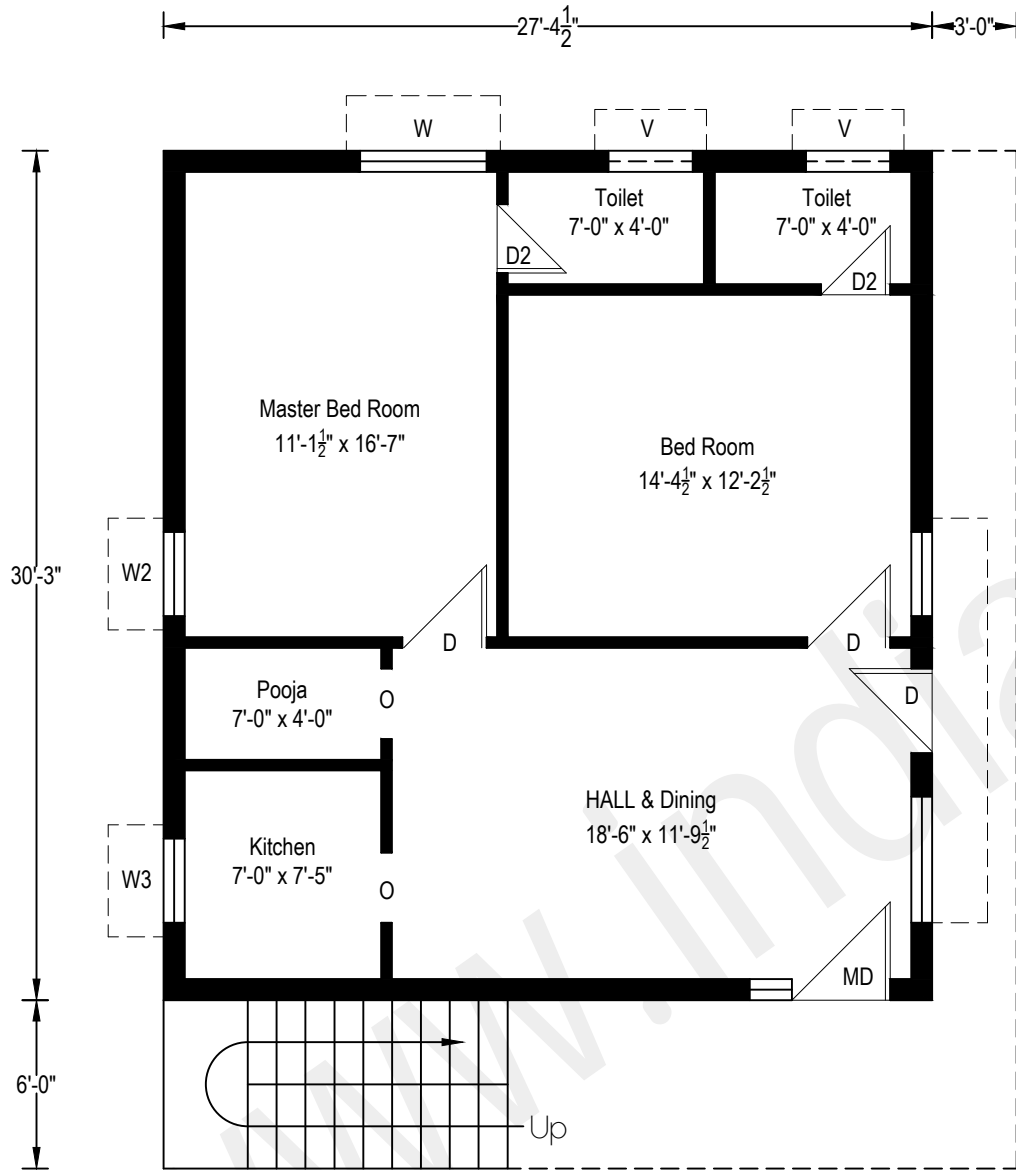 27'-4½"
3'-0"
W
V
V
Toilet
7'-0" x 4'-0"
Toilet
7'-0" x 4'-0"
D2
D2
Master Bed Room
11'-1½" x 16'-7"
Bed Room
14'-4½" x 12'-2½"
30'-3"
W2
D
D
D
Pooja
7'-0" x 4'-0"
O
HALL & Dining
18'-6" x 11'-9½"
Kitchen
7'-0" x 7'-5"
W3
O
MD
6'-0"
Up
ww.india